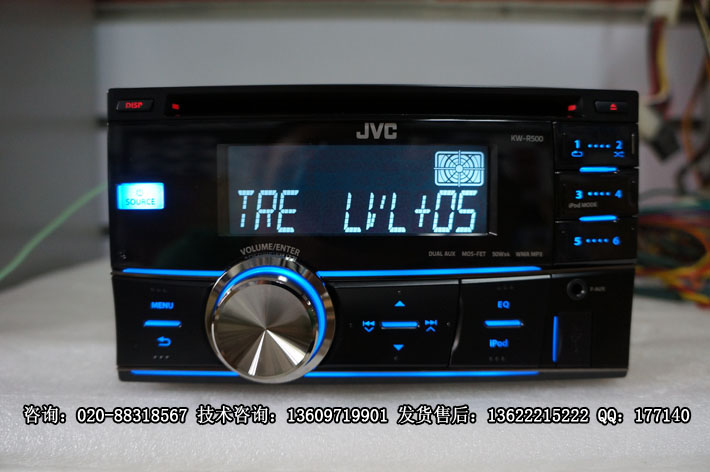 DISP
JVC
KW-R500
SOURCE
TRE LVL+05
1 2
3 4
iPod MODE
5 6
VOLUME/ENTER
DUAL AUX MOS-FET 50Wx4 WMA MP3
MENU
EQ
iPod
F-AUX
咨询：020-88318567 技术咨询：13609719901 发货售后：13622215222 QQ：177140